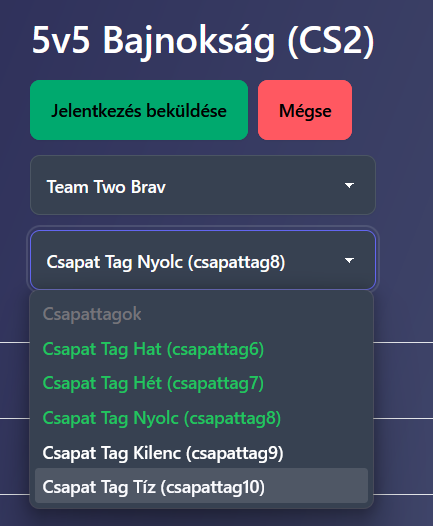 5v5 Bajnokság (CS2)
Jelentkezés beküldése Mégse
Team Two Brav
Csapat Tag Nyolc (csapattag8)
Csapattagok
Csapat Tag Hat (csapattag6)
Csapat Tag Hét (csapattag7)
Csapat Tag Nyolc (csapattag8)
Csapat Tag Kilenc (csapattag9)
Csapat Tag Tíz (csapattag10)